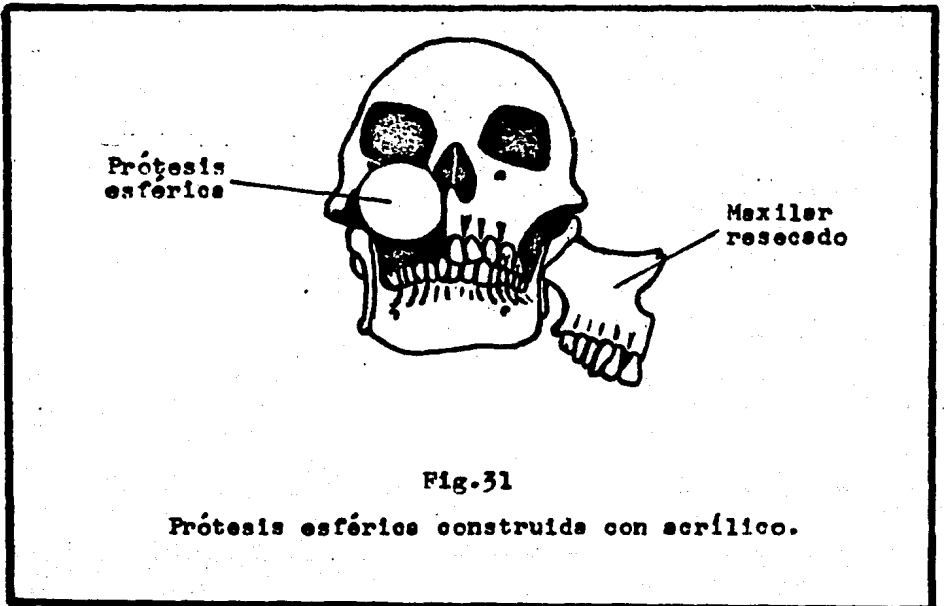 Prótesis
esférica
Maxilar
resecado
Fig.31
Prótesis esférica construida con acrílico.